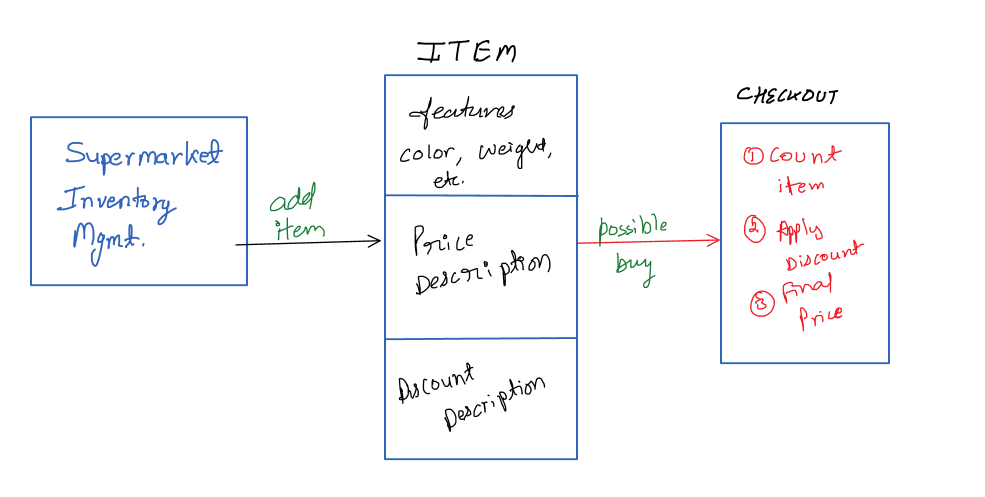 Supermarket
Inventory
Mgmt.
add
item
ITEM
features
color, weight,
etc.
Price
Description
Discount
Description
possible
buy
CHECKOUT
① Count
item
② Apply
Discount
③ Final
Price